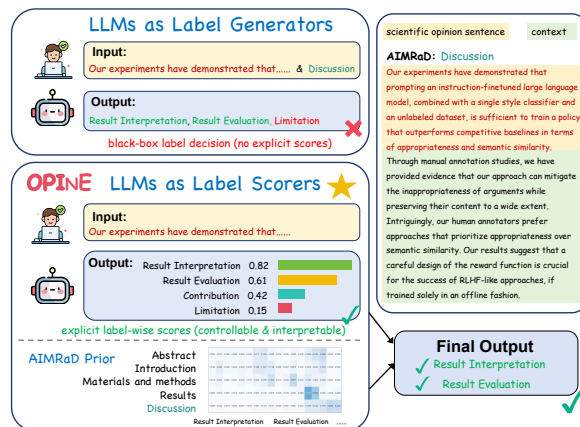 LLMs as Label Generators
Input:
Our experiments have demonstrated that...... & Discussion
Output:
Result Interpretation, Result Evaluation, Limitation
black-box label decision (no explicit scores)
OPINE LLMs as Label Scorers
Input:
Our experiments have demonstrated that......
Output:
Result Interpretation 0,82
Result Evaluation 0,61
Contribution 0,42
Limitation 0,15
explicit label-wise scores (controllable & interpretable)
AIMRaD Prior
Abstract
Introduction
Materials and methods
Results
Discussion
Result Interpretation Result Evaluation ......
scientific opinion sentence context
AIMRaD: Discussion
Our experiments have demonstrated that
prompting an instruction-finetuned large language
model, combined with a single style classifier and
an unlabeled dataset, is sufficient to train a policy
that outperforms competitive baselines in
terms of appropriateness and semantic similarity.
Through manual annotation studies, we have
provided evidence that our approach can mitigate
the inappropriateness of arguments while
preserving their content to a wide extent.
Intriguingly, our human annotators prefer
approaches that prioritize appropriateness over
semantic similarity. Our results suggest that a
careful design of the reward function is crucial
for the success of RLHF-like approaches, if
trained solely in an offline fashion.
Final Output
Result Interpretation
Result Evaluation